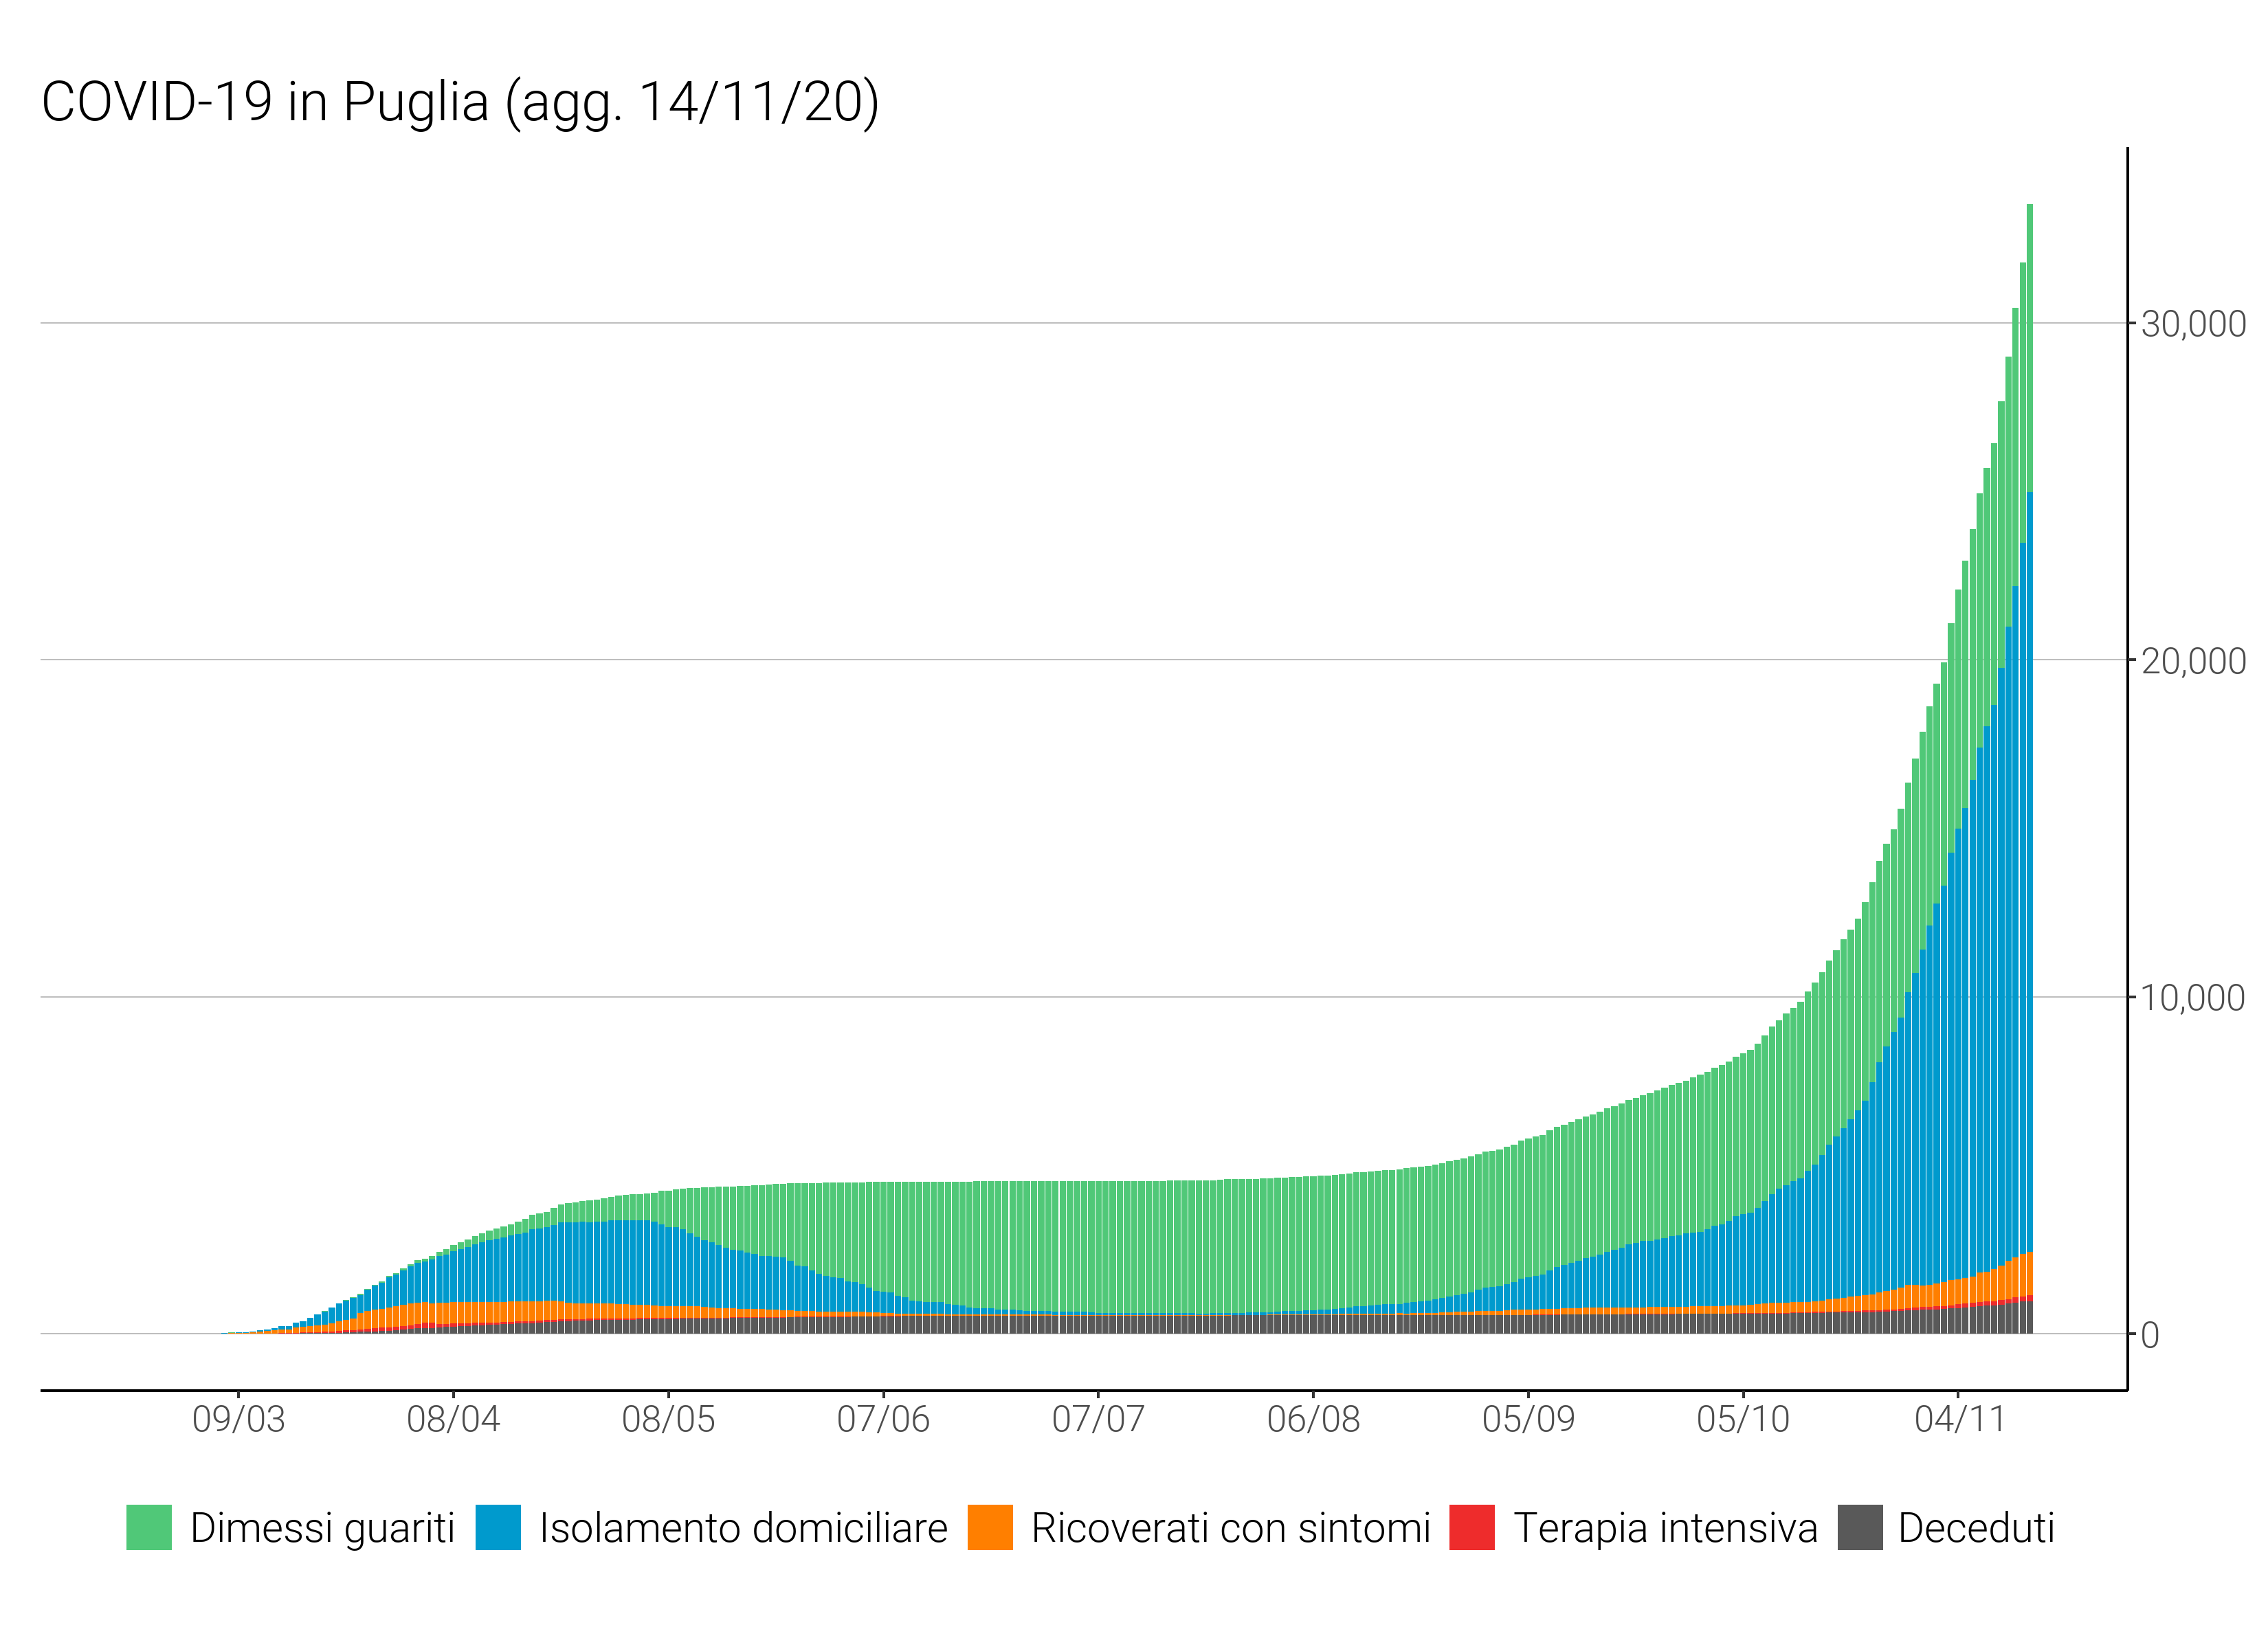 COVID-19 in Puglia (agg. 14/11/20)
30,000
20,000
10,000
0
09/03 08/04 08/05 07/06 07/07 06/08 05/09 05/10 04/11
Dimessi guariti Isolamento domiciliare Ricoverati con sintomi Terapia intensiva Deceduti